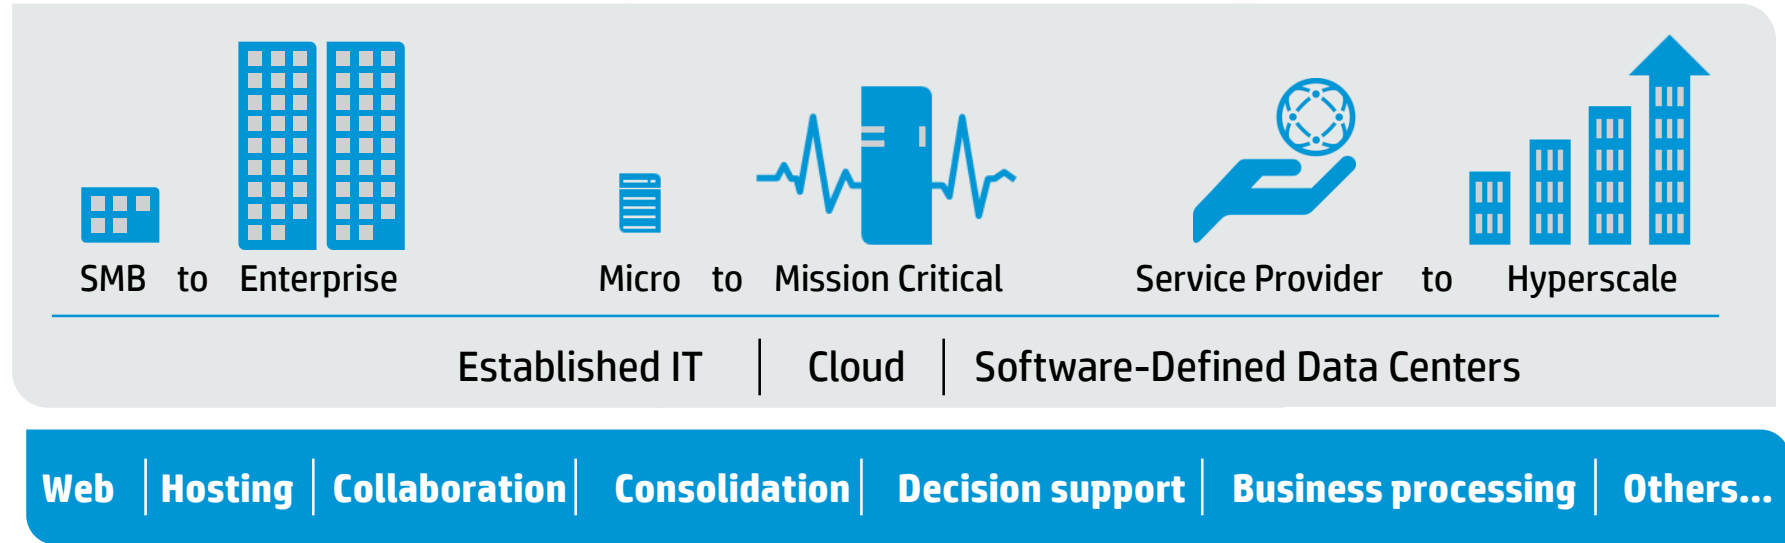 SMB to Enterprise Micro to Mission Critical Service Provider to Hyperscale
Established IT | Cloud | Software-Defined Data Centers
Web | Hosting | Collaboration | Consolidation | Decision support | Business processing | Others...